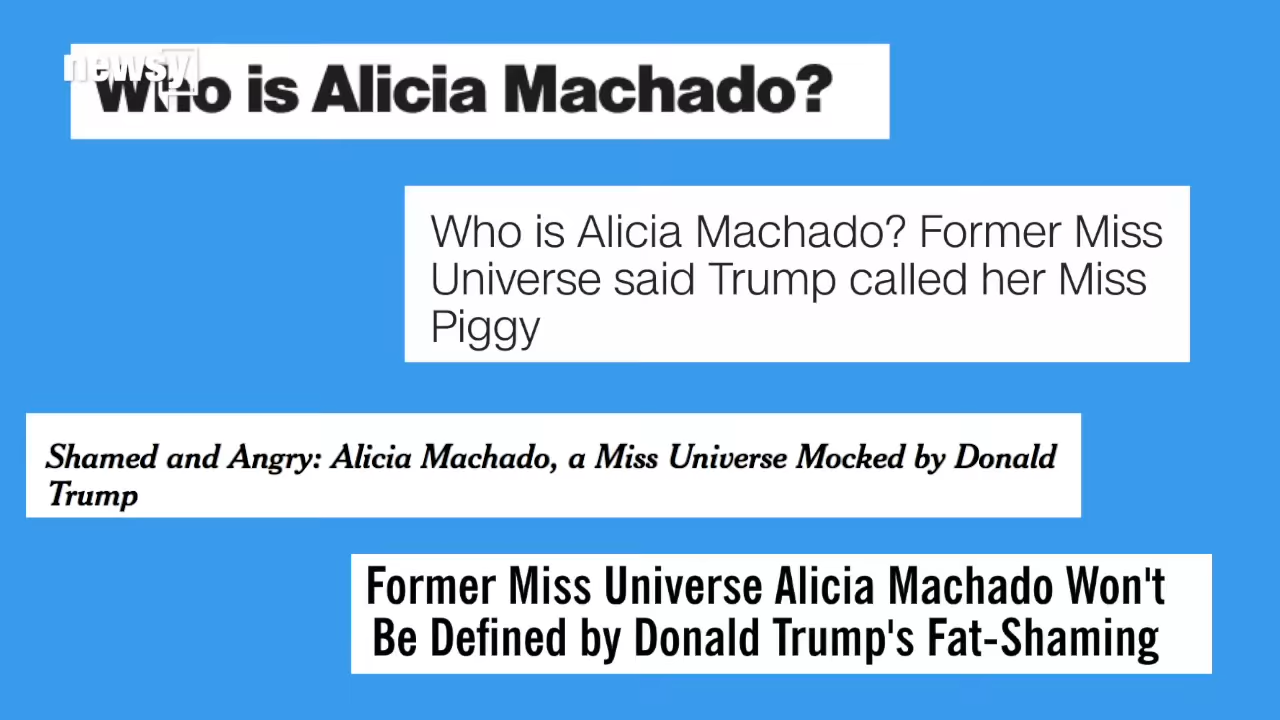 newsy
Who is Alicia Machado?
Who is Alicia Machado? Former Miss
Universe said Trump called her Miss
Piggy
Shamed and Angry: Alicia Machado, a Miss Universe Mocked by Donald
Trump
Former Miss Universe Alicia Machado Won't
Be Defined by Donald Trump's Fat-Shaming